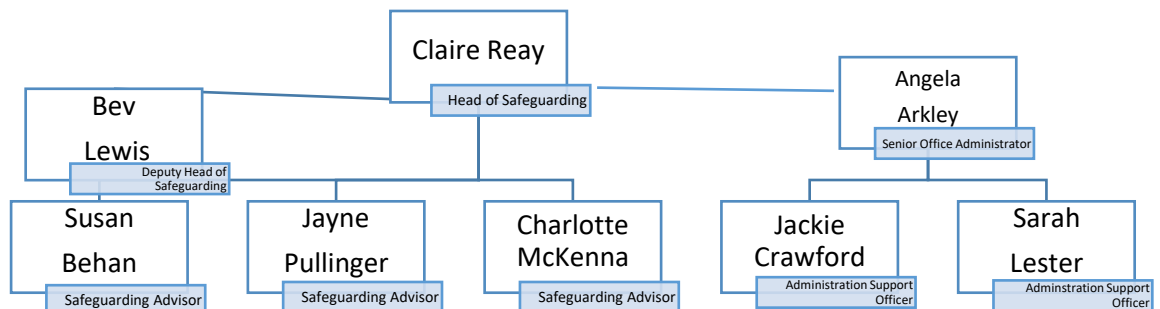 Claire Reay
Head of Safeguarding
Bev
Lewis
Deputy Head of
Safeguarding
Angela
Arkley
Senior Office Administrator
Susan
Behan
Safeguarding Advisor
Jayne
Pullinger
Safeguarding Advisor
Charlotte
McKenna
Safeguarding Advisor
Jackie
Crawford
Administration Support
Officer
Sarah
Lester
Adminstration Support
Officer